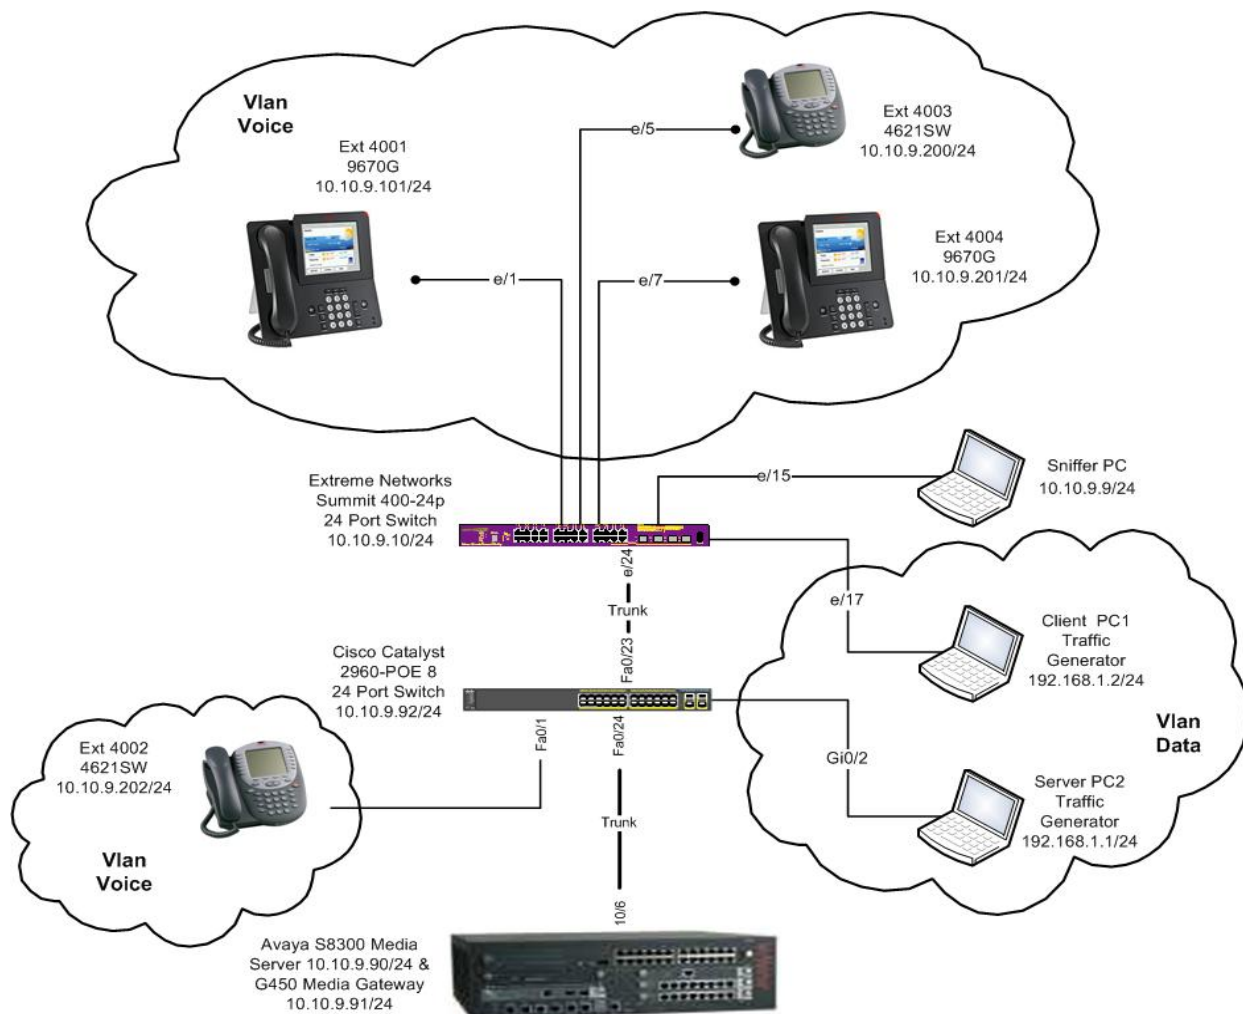 Vlan
Voice
Ext 4001
9670G
10.10.9.101/24
e/5
Ext 4003
4621SW
10.10.9.200/24
e/1
e/7
Ext 4004
9670G
10.10.9.201/24
Extreme Networks
Summit 400-24p
24 Port Switch
10.10.9.10/24
e/15
Sniffer PC
10.10.9.9/24
e/24
Trunk
Fa0/23
e/17
Client PC1
Traffic
Generator
192.168.1.2/24
Cisco Catalyst
2960-POE 8
24 Port Switch
10.10.9.92/24
Fa0/1
Fa0/24
Gi0/2
Vlan
Data
Ext 4002
4621SW
10.10.9.202/24
Vlan
Voice
Trunk
Server PC2
Traffic
Generator
192.168.1.1/24
10/6
Avaya S8300 Media
Server 10.10.9.90/24 &
G450 Media Gateway
10.10.9.91/24